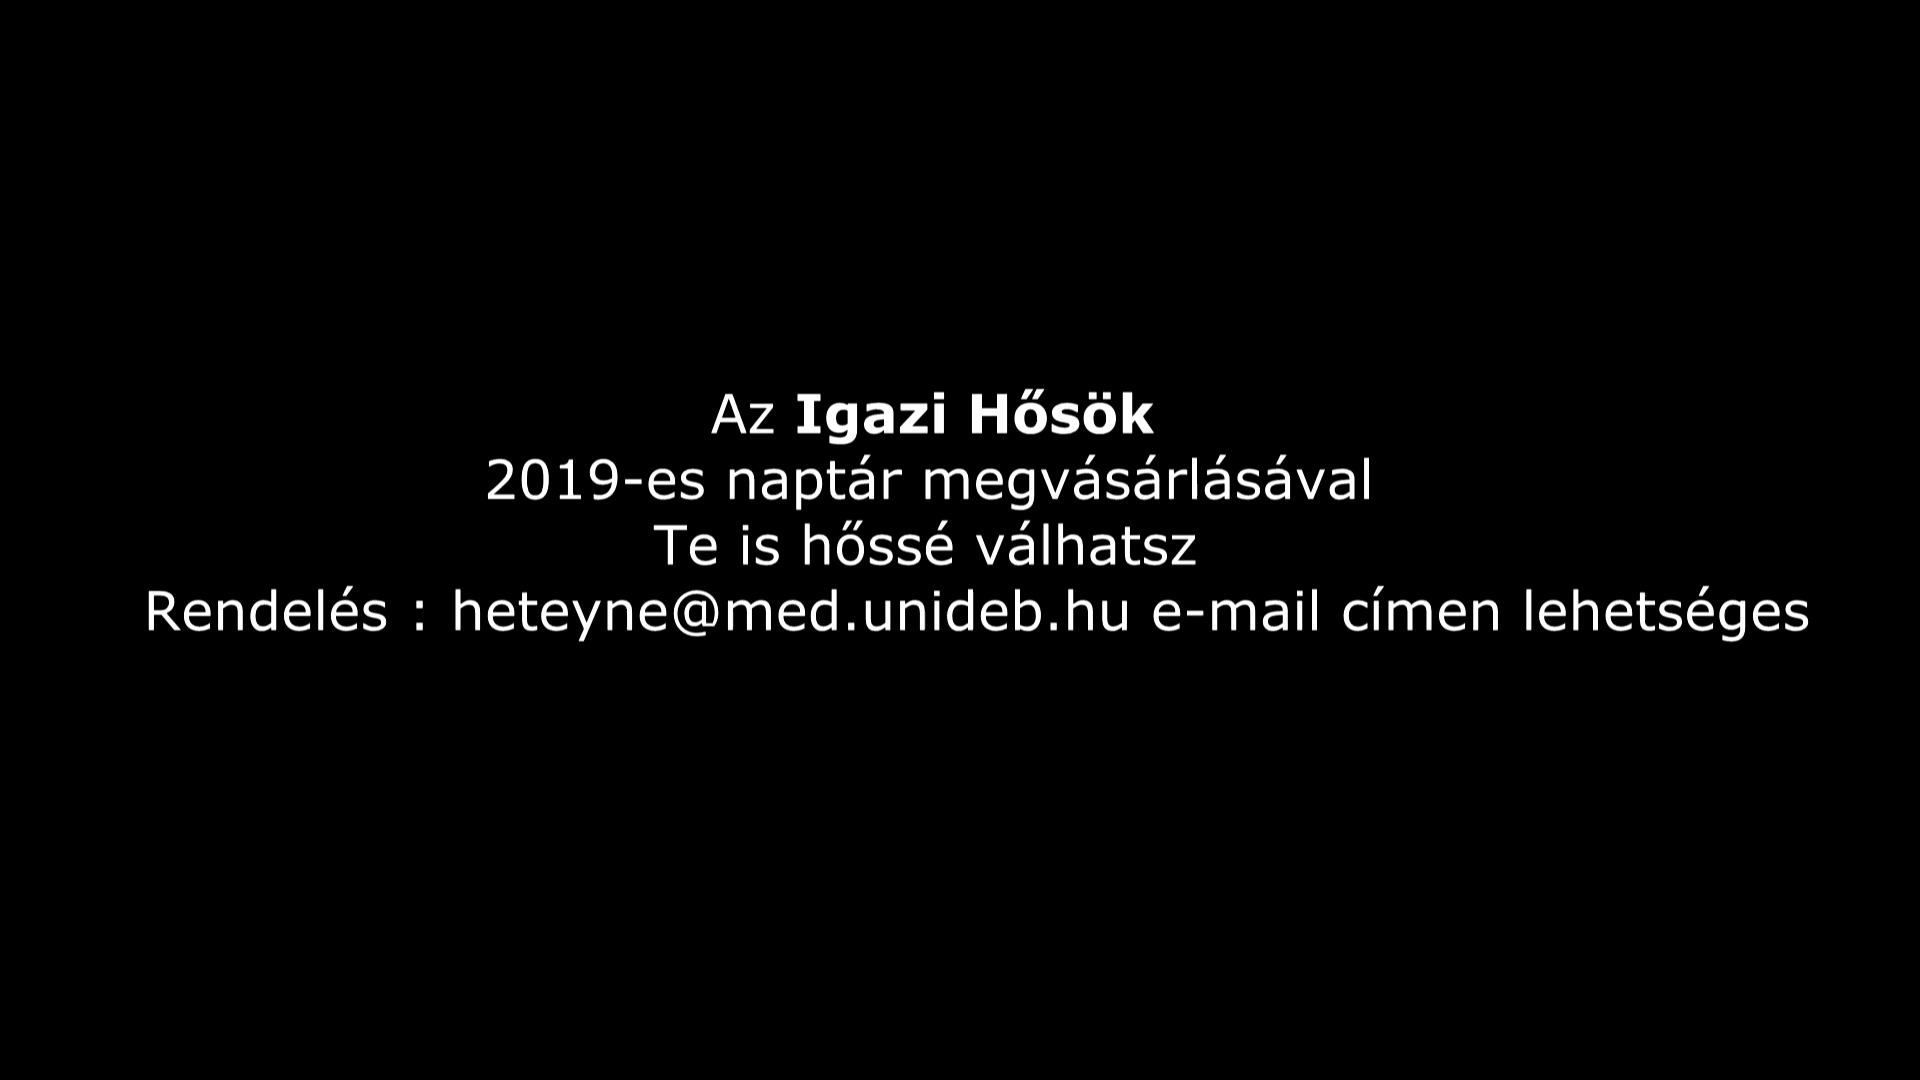 Az Igazi Hősök
2019-es naptár megvásárlásával
Te is hőssé válhatsz
Rendelés : heteyne@med.unideb.hu e-mail címen lehetséges